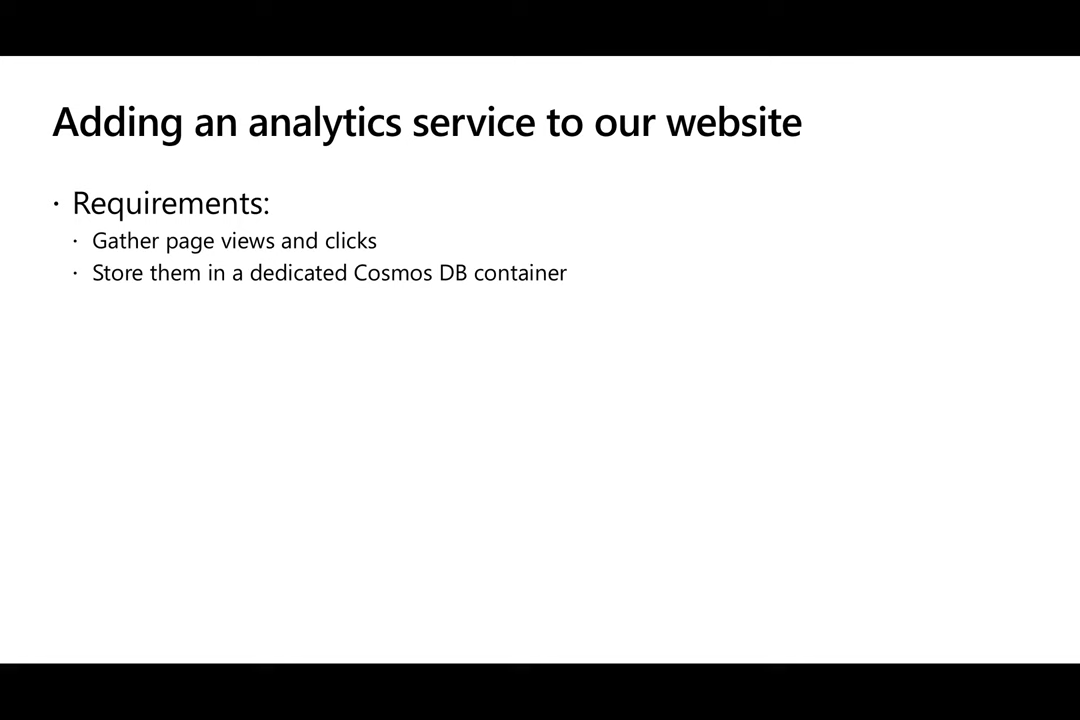 Adding an analytics service to our website
· Requirements:
· Gather page views and clicks
· Store them in a dedicated Cosmos DB container